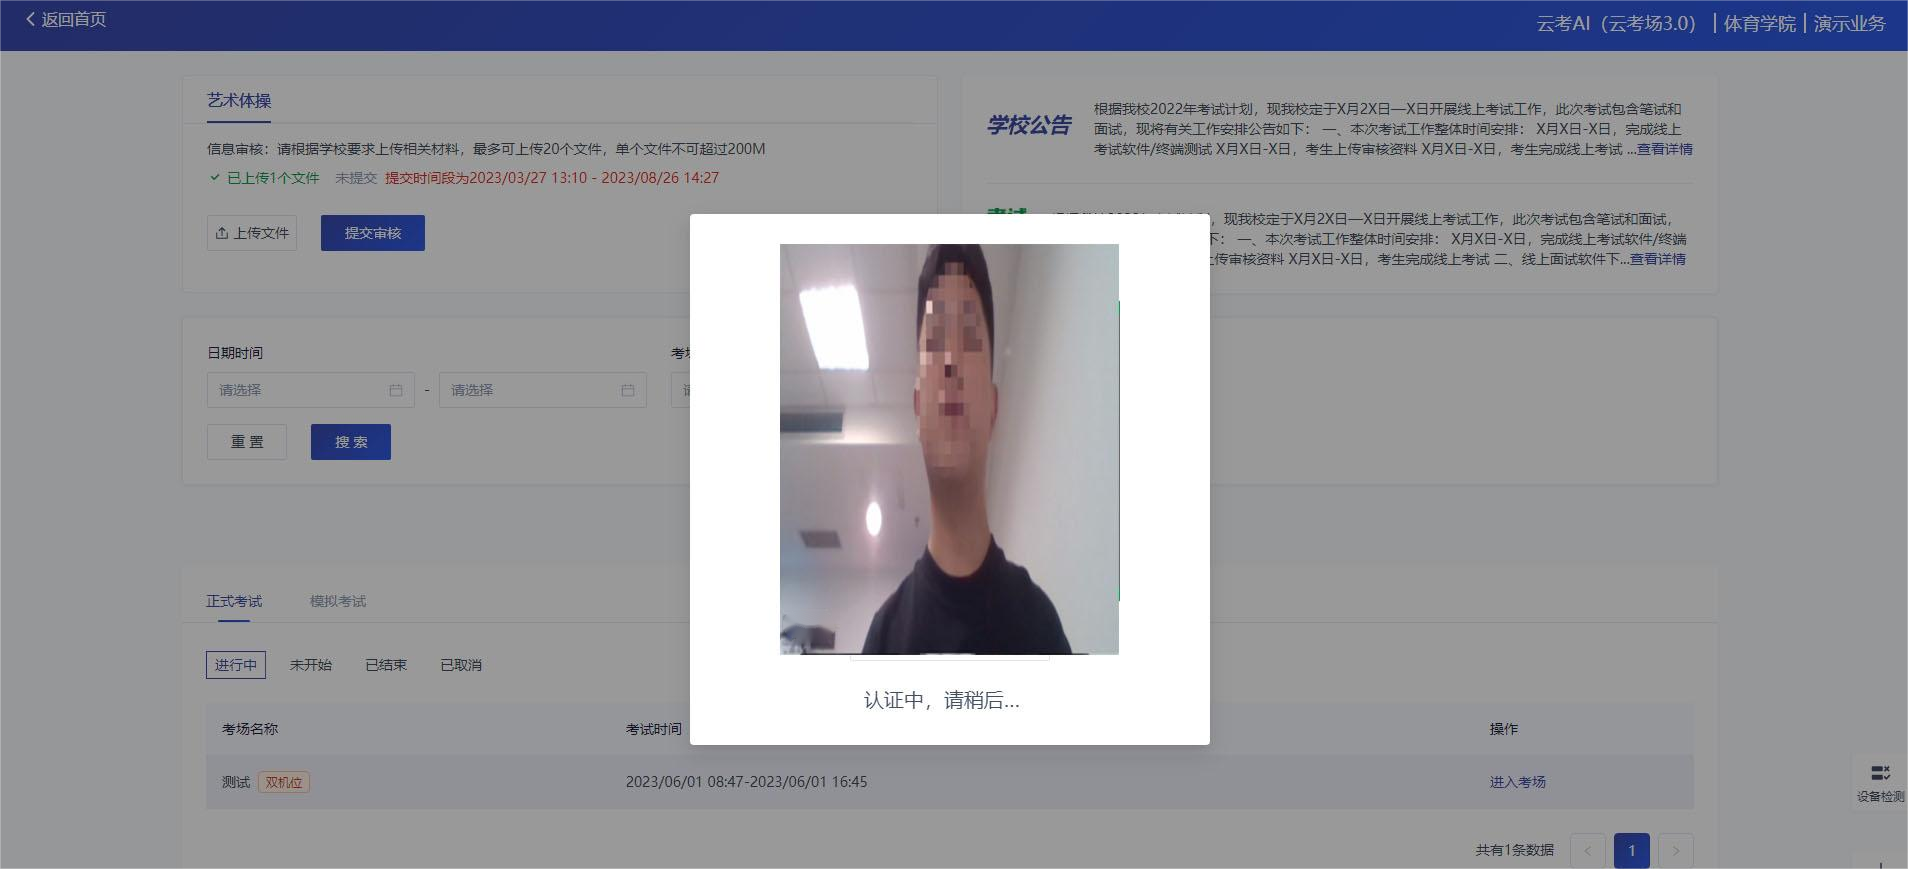 返回首页
云考AI（云考场3.0） | 体育学院 | 演示业务
艺术体操
信息审核：请根据学校要求上传相关材料，最多可上传20个文件，单个文件不可超过200M
已上传1个文件 未提交 提交时间段为2023/03/27 13:10 - 2023/08/26 14:27
上传文件 提交审核
学校公告
根据我校2022年考试计划，现我校定于X月2X日—X日开展线上考试工作，此次考试包含笔试和
面试，现将有关工作安排公告如下： 一、本次考试工作整体时间安排： X月X日-X日，完成线上
考试软件/终端测试 X月X日-X日，考生上传审核资料 X月X日-X日，考生完成线上考试 ...查看详情
考试
，现我校定于X月2X日—X日开展线上考试工作，此次考试包含笔试和面试，
下： 一、本次考试工作整体时间安排： X月X日-X日，完成线上考试软件/终端
上传审核资料 X月X日-X日，考生完成线上考试 二、线上面试软件下...查看详情
日期时间
请选择 - 请选择
重 置 搜 索
认证中，请稍后...
正式考试 模拟考试
进行中 未开始 已结束 已取消
考场名称 考试时间 操作
测试 双机位 2023/06/01 08:47-2023/06/01 16:45 进入考场
设备检测
共有1条数据 < 1 >